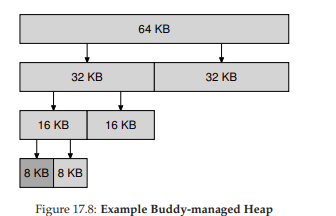 64 KB
32 KB 32 KB
16 KB 16 KB
8 KB 8 KB
Figure 17.8: Example Buddy-managed Heap